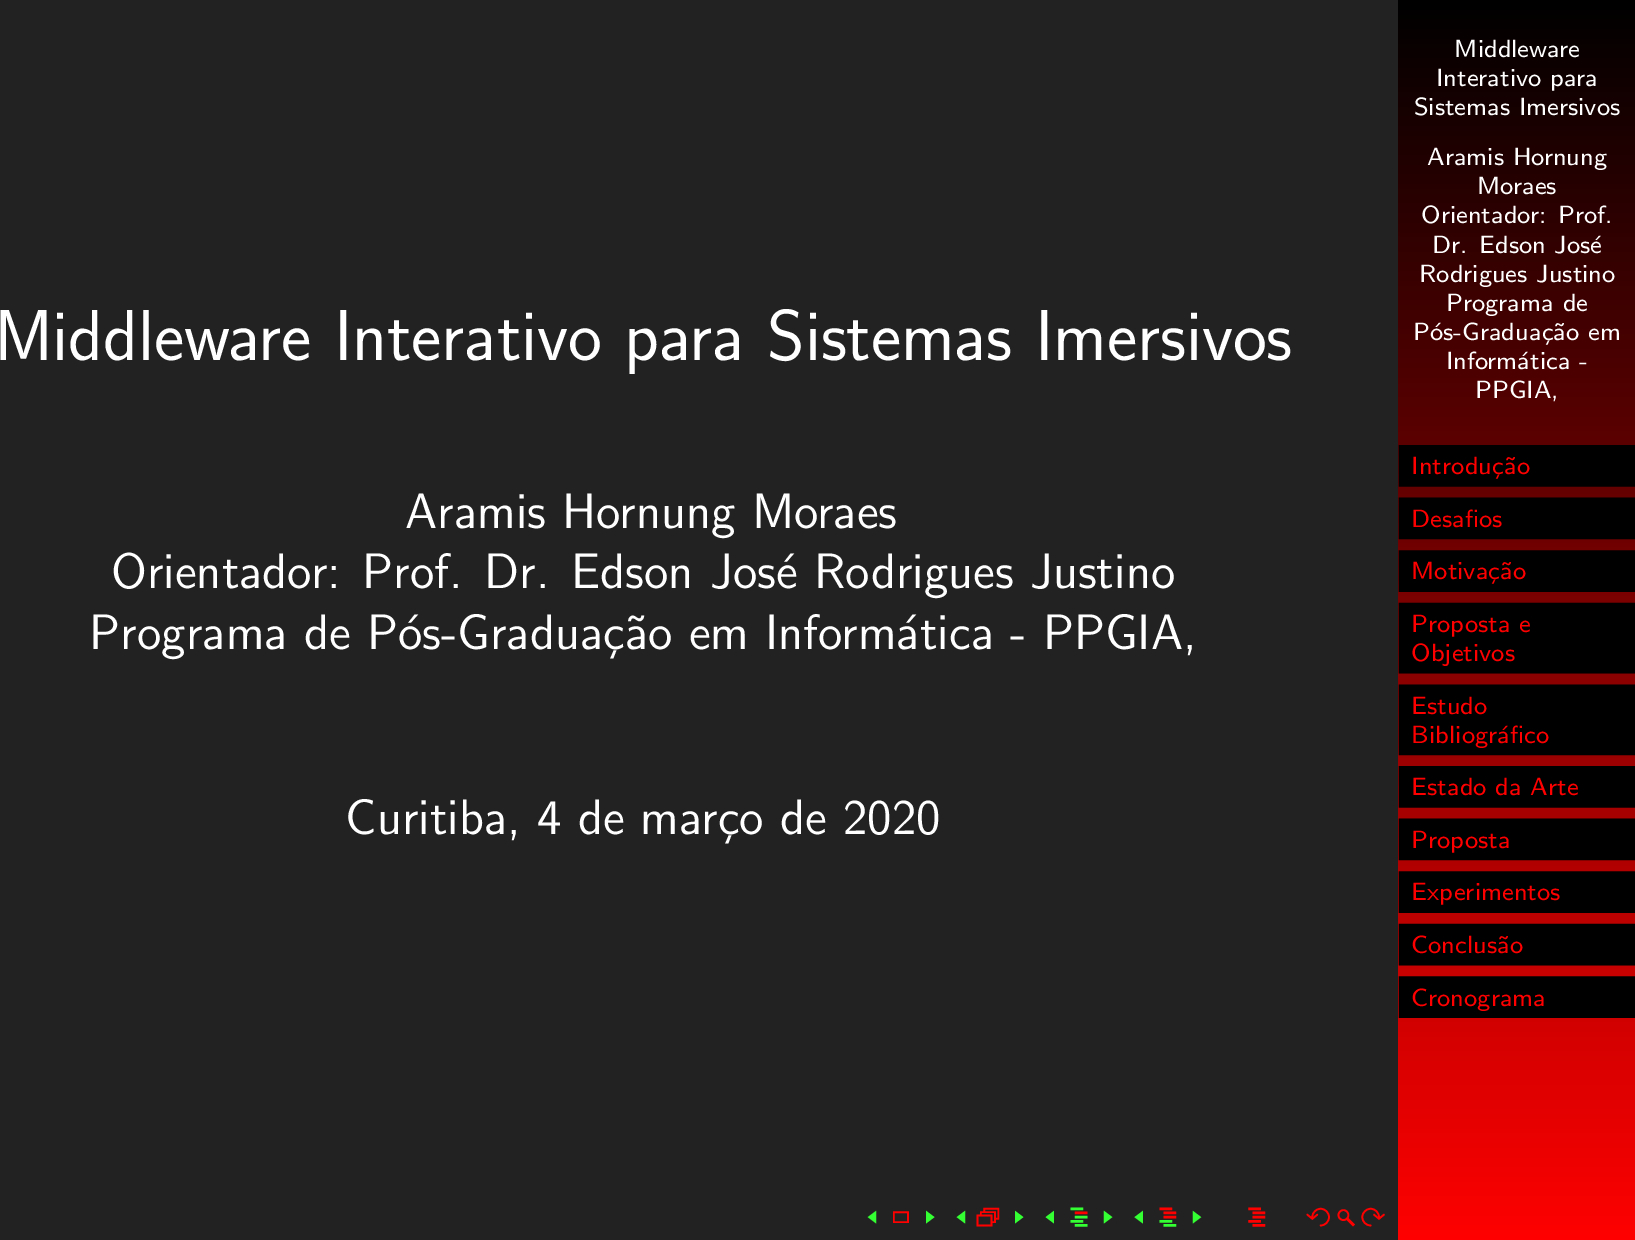 Middleware Interativo para Sistemas Imersivos
Aramis Hornung Moraes
Orientador: Prof. Dr. Edson José Rodrigues Justino
Programa de Pós-Graduação em Informática - PPGIA,
Curitiba, 4 de março de 2020
Middleware
Interativo para
Sistemas Imersivos
Aramis Hornung
Moraes
Orientador: Prof.
Dr. Edson José
Rodrigues Justino
Programa de
Pós-Graduação em
Informática -
PPGIA,
Introdução
Desafios
Motivação
Proposta e
Objetivos
Estudo
Bibliográfico
Estado da Arte
Proposta
Experimentos
Conclusão
Cronograma